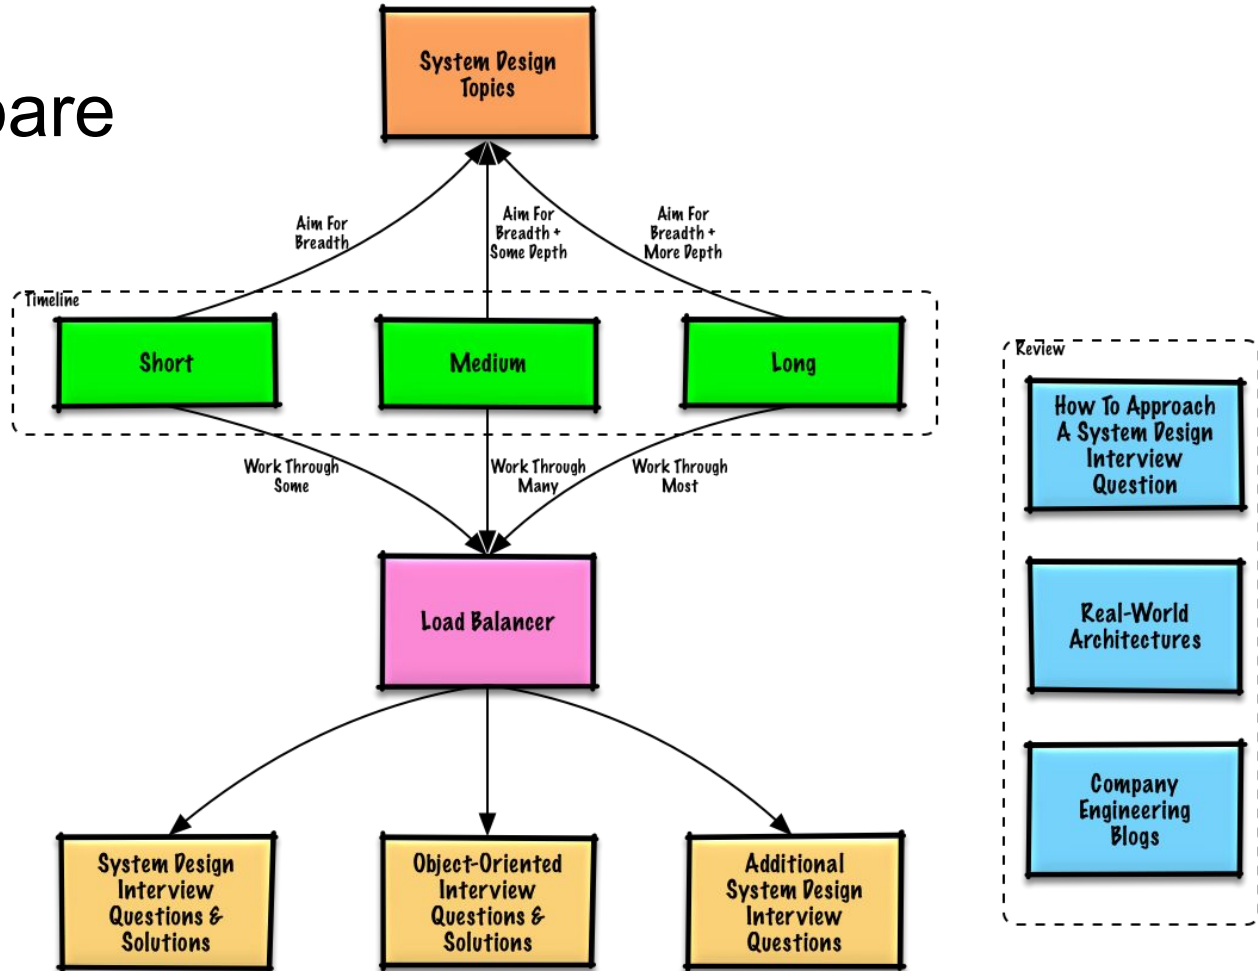 pare
System Design
Topics
Aim For
Breadth
Aim For
Breadth +
Some Depth
Aim For
Breadth +
More Depth
Timeline
Short
Medium
Long
Work Through
Some
Work Through
Many
Work Through
Most
Load Balancer
System Design
Interview
Questions &
Solutions
Object-Oriented
Interview
Questions &
Solutions
Additional
System Design
Interview
Questions
Review
How To Approach
A System Design
Interview
Question
Real-World
Architectures
Company
Engineering
Blogs